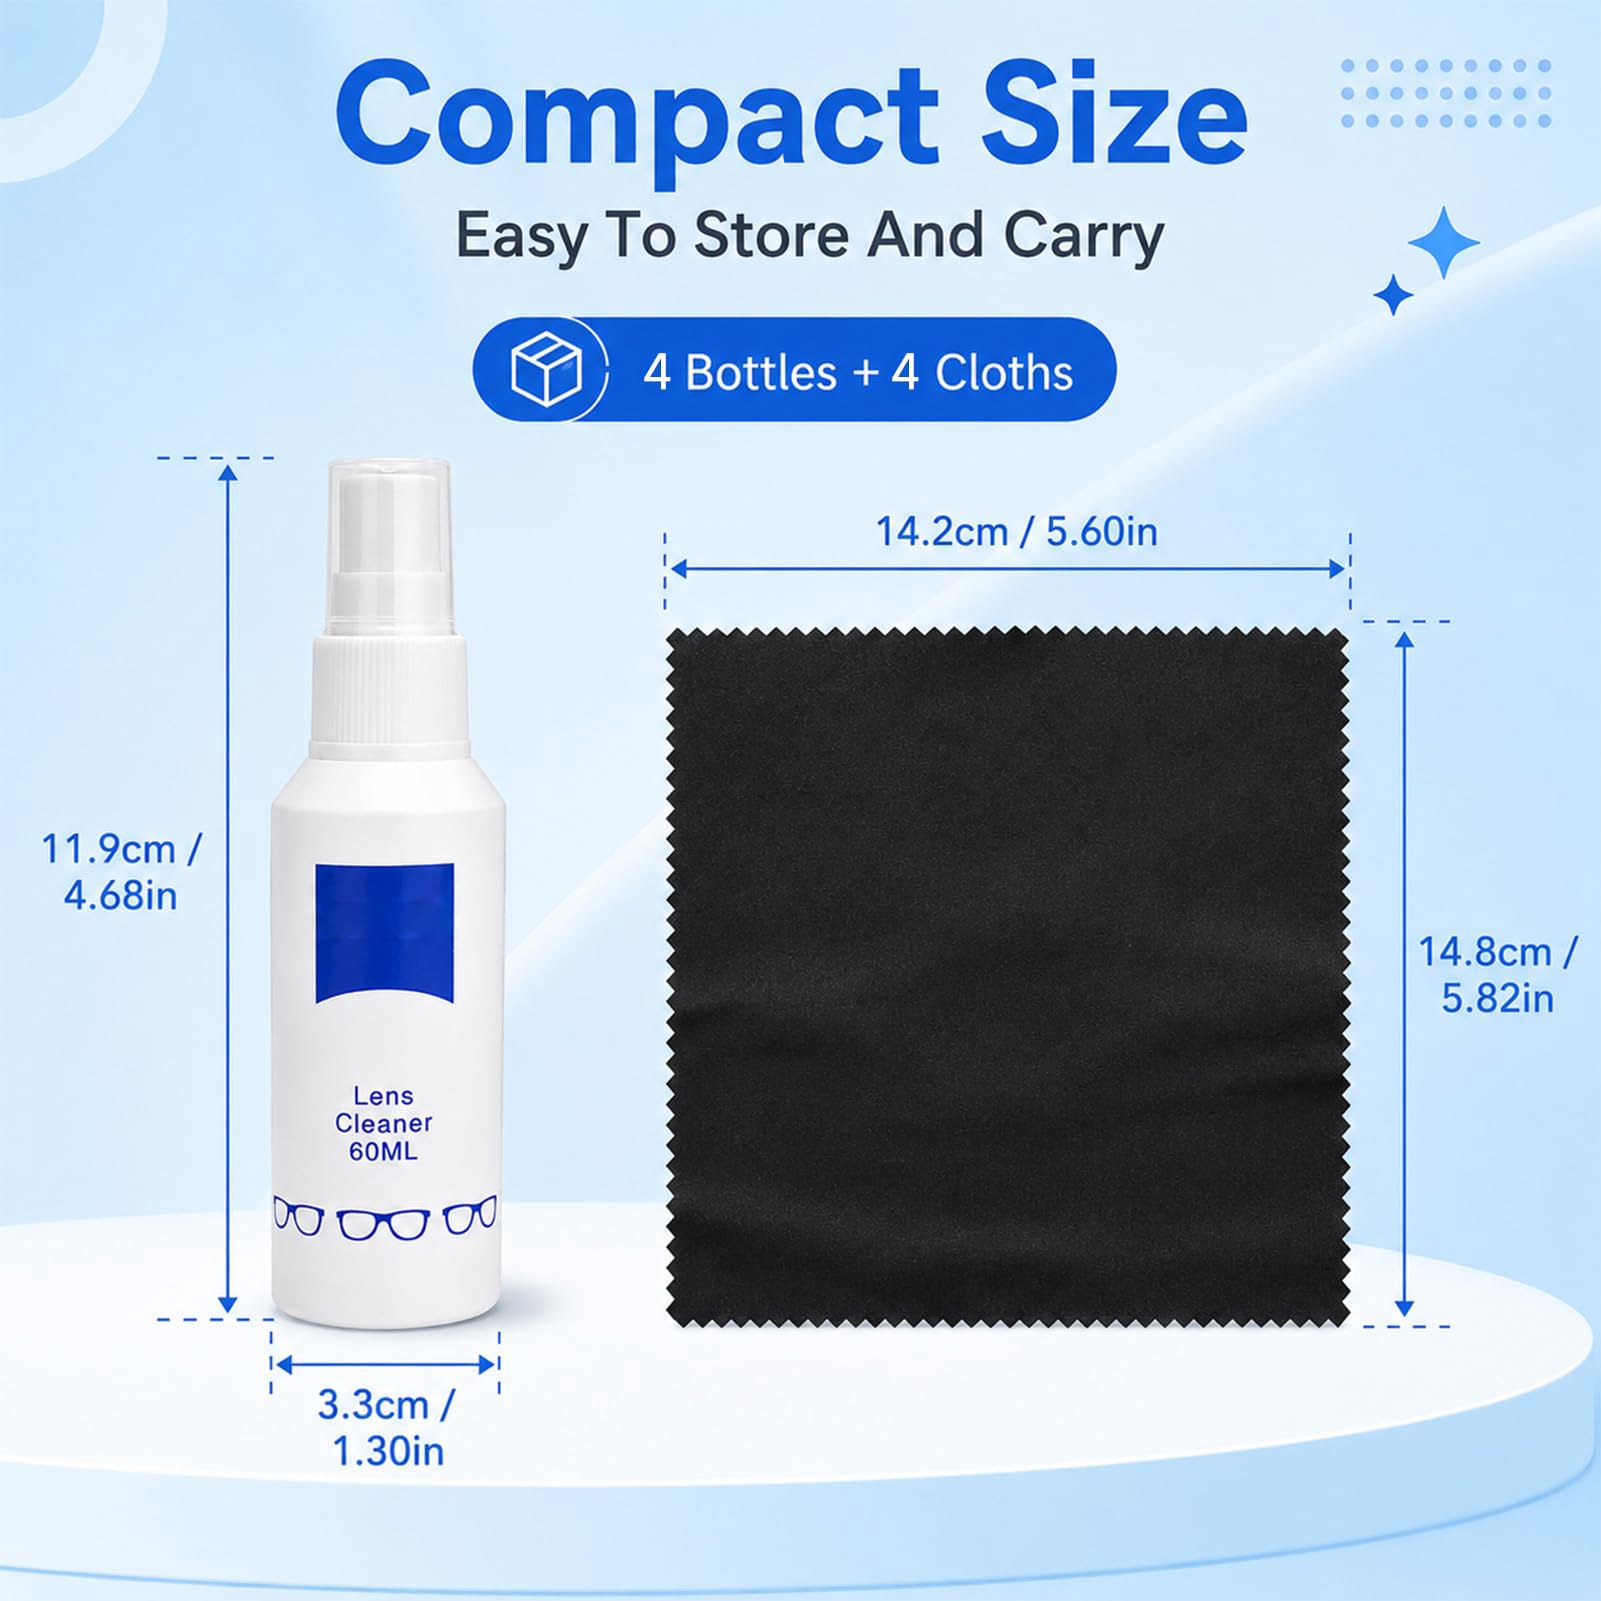 Compact Size
Easy To Store And Carry
4 Bottles + 4 Cloths
14.2cm / 5.60in
11.9cm /
4.68in
14.8cm /
5.82in
Lens
Cleaner
60ML
3.3cm /
1.30in